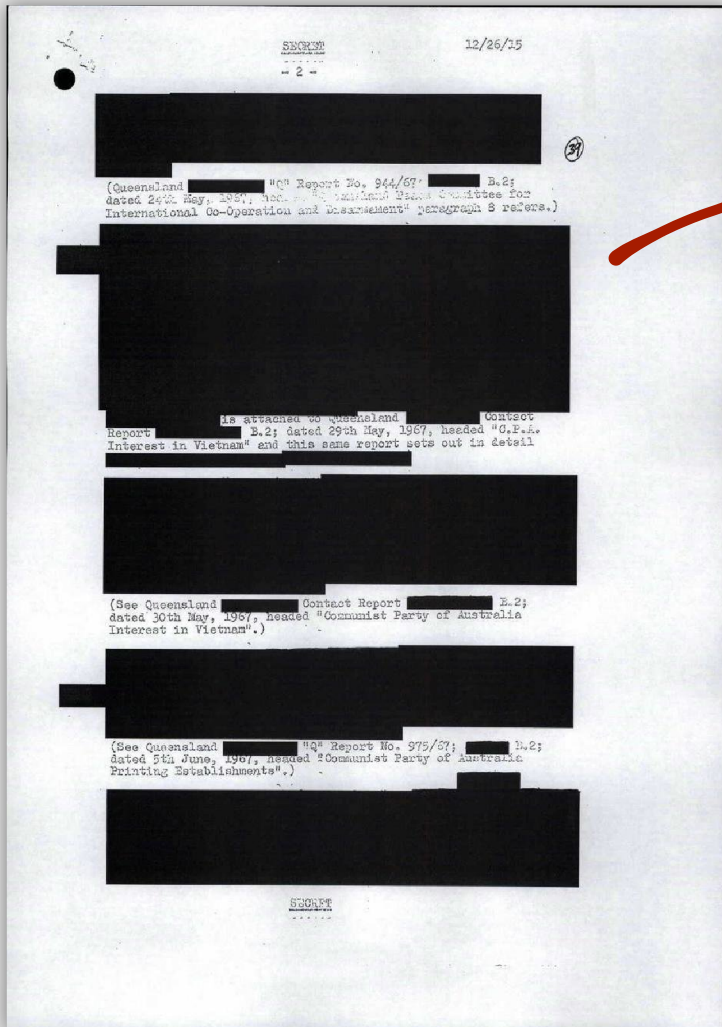 SECRET
12/26/15
- 2 -
39
(Queensland "Q" Report No. 944/67 B.2;
dated 24th May, 1967, Committee for
International Co-Operation and Disarmament" paragraph 8 refers.)
is attached to Queensland Contact
Report B.2; dated 29th May, 1967, headed "C.P.A.
Interest in Vietnam" and this same report sets out in detail
(See Queensland Contact Report B.2;
dated 30th May, 1967, headed "Communist Party of Australia
Interest in Vietnam".)
(See Queensland "Q" Report No. 975/67; B.2;
dated 5th June, 1967, headed "Communist Party of Australia
Printing Establishments".)
SECRET